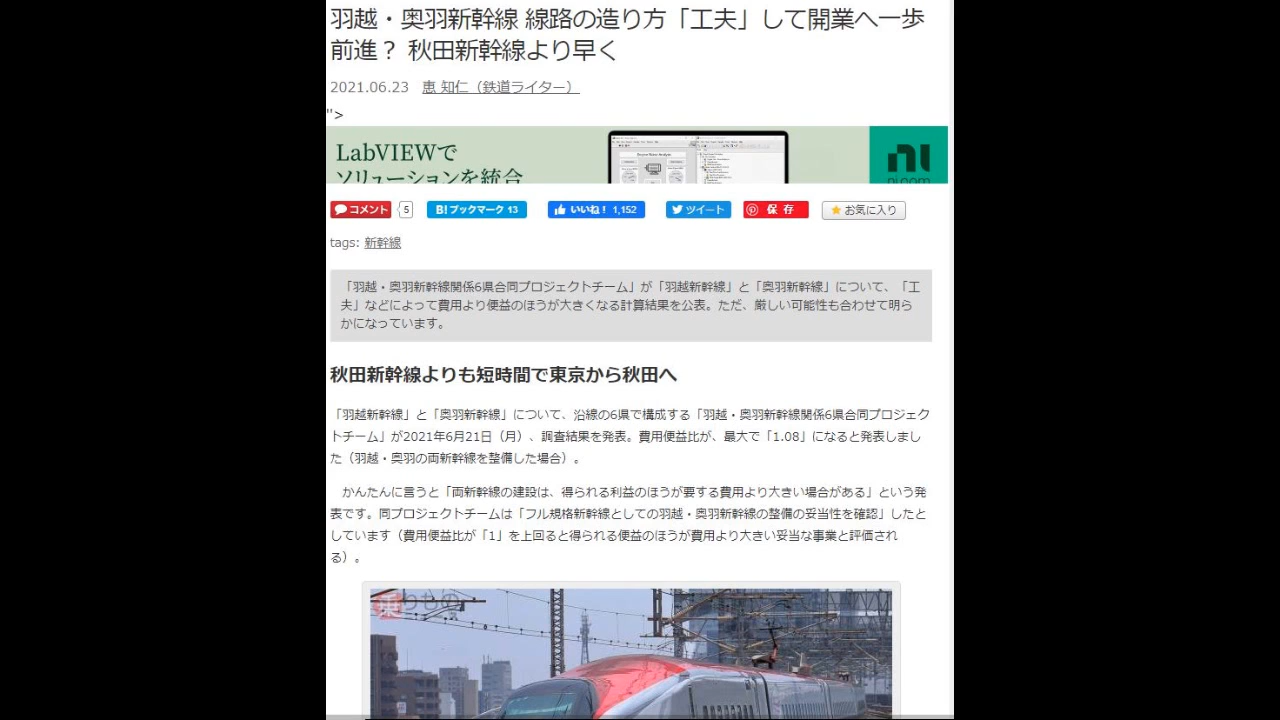 羽越・奥羽新幹線 線路の造り方「工夫」して開業へ一歩
前進？ 秋田新幹線より早く
2021.06.23 恵 知仁（鉄道ライター）
">
LabVIEWで
ソリューションを統合
ni
ni.com
コメント 5 B!ブックマーク 13 いいね！ 1,152 ツイート 保存 お気に入り
tags: 新幹線
「羽越・奥羽新幹線関係6県合同プロジェクトチーム」が「羽越新幹線」と「奥羽新幹線」について、「工
夫」などによって費用より便益のほうが大きくなる計算結果を公表。ただ、厳しい可能性も合わせて明ら
かになっています。
秋田新幹線よりも短時間で東京から秋田へ
「羽越新幹線」と「奥羽新幹線」について、沿線の6県で構成する「羽越・奥羽新幹線関係6県合同プロジェク
トチーム」が2021年6月21日（月）、調査結果を発表。費用便益比が、最大で「1.08」になると発表しまし
た（羽越・奥羽の両新幹線を整備した場合）。
かんたんに言うと「両新幹線の建設は、得られる利益のほうが要する費用より大きい場合がある」という発
表です。同プロジェクトチームは「フル規格新幹線としての羽越・奥羽新幹線の整備の妥当性を確認」したと
しています（費用便益比が「1」を上回ると得られる便益のほうが費用より大きい妥当な事業と評価され
る）。
乗りもの